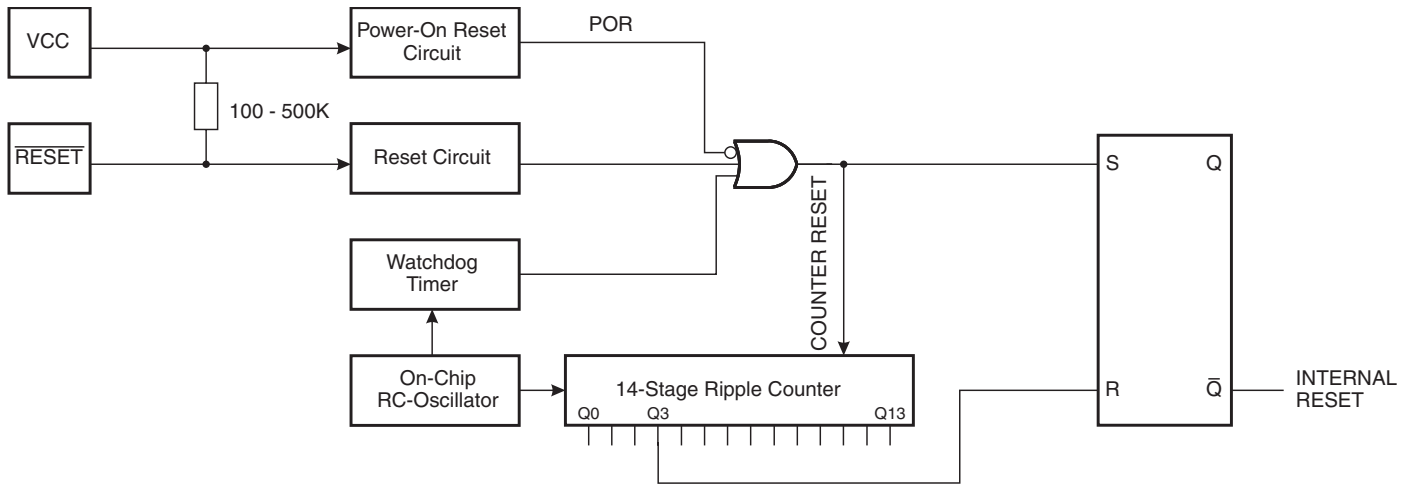 VCC
Power-On Reset
Circuit
POR
100 - 500K
RESET
Reset Circuit
S
Q
COUNTER RESET
Watchdog
Timer
On-Chip
RC-Oscillator
14-Stage Ripple Counter
Q0
Q3
Q13
R
Q̅
INTERNAL
RESET